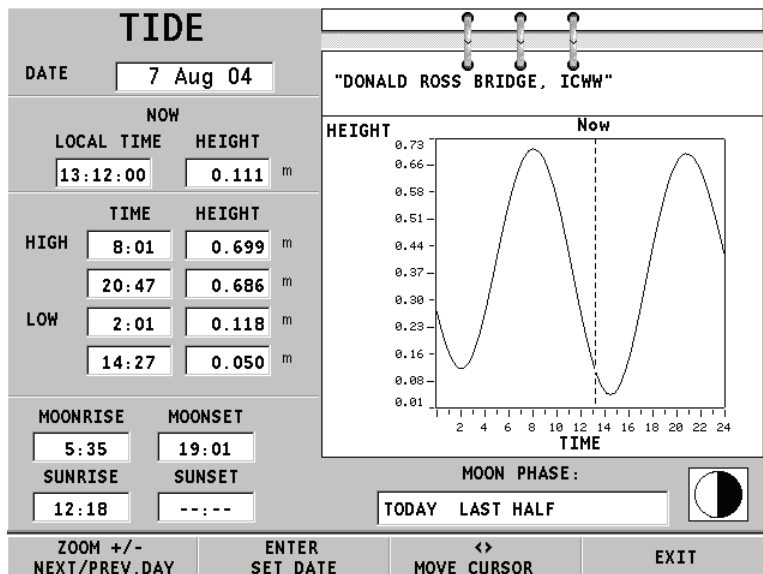 TIDE
DATE 7 Aug 04
NOW
LOCAL TIME HEIGHT
13:12:00 0.111 m
TIME HEIGHT
HIGH 8:01 0.699 m
20:47 0.686 m
LOW 2:01 0.118 m
14:27 0.050 m
MOONRISE MOONSET
5:35 19:01
SUNRISE SUNSET
12:18 --:--
"DONALD ROSS BRIDGE, ICWW"
HEIGHT Now
0.73
0.66
0.58
0.51
0.44
0.37
0.30
0.23
0.16
0.08
0.01
2 4 6 8 10 12 14 16 18 20 22 24
TIME
MOON PHASE:
TODAY LAST HALF
ZOOM +/- ENTER <> EXIT
NEXT/PREV.DAY SET DATE MOVE CURSOR